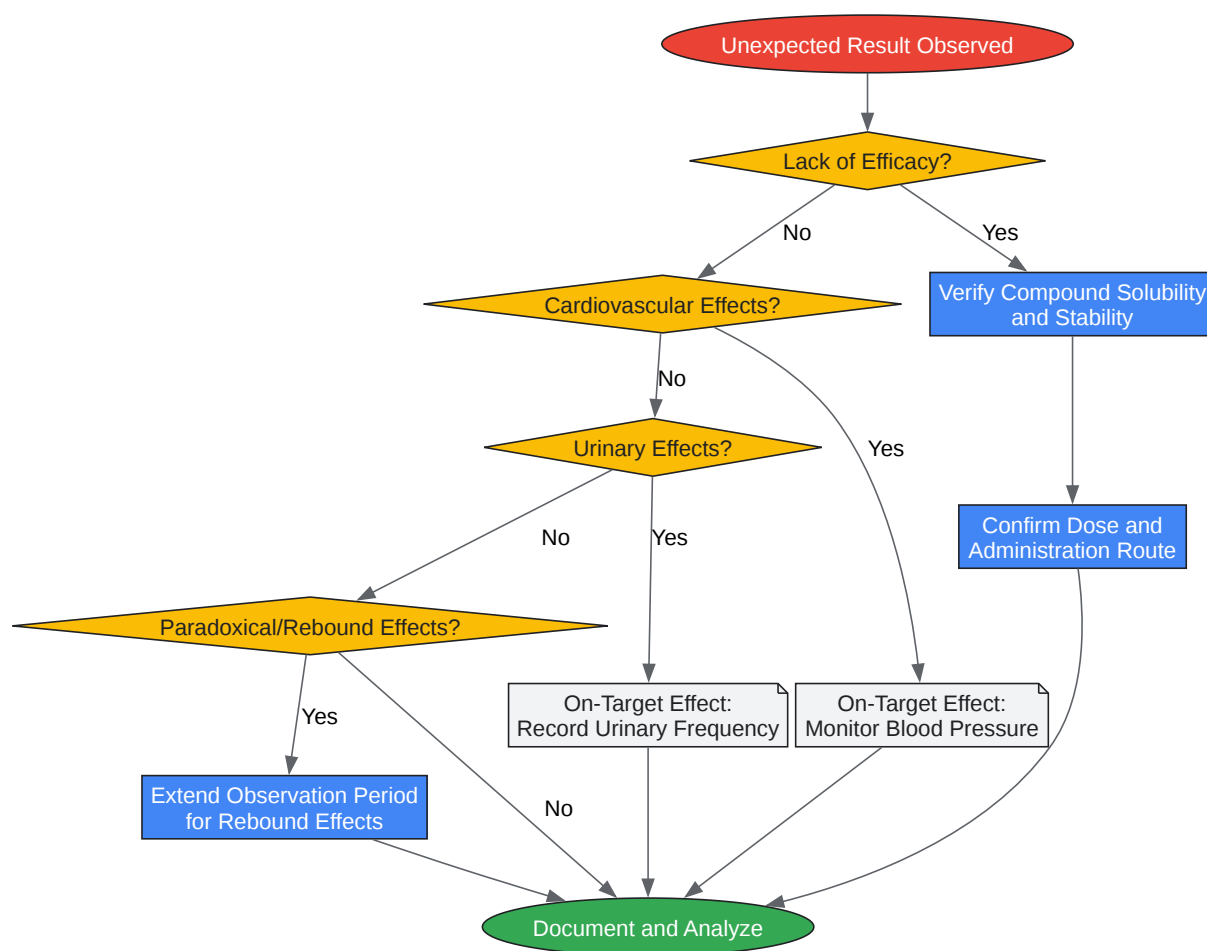 Unexpected Result Observed
Lack of Efficacy?
No
Yes
Cardiovascular Effects?
Verify Compound Solubility
and Stability
No
Urinary Effects?
Yes
No
Yes
Confirm Dose and
Administration Route
Paradoxical/Rebound Effects?
On-Target Effect:
Record Urinary Frequency
On-Target Effect:
Monitor Blood Pressure
Yes
Extend Observation Period
for Rebound Effects
No
Document and Analyze